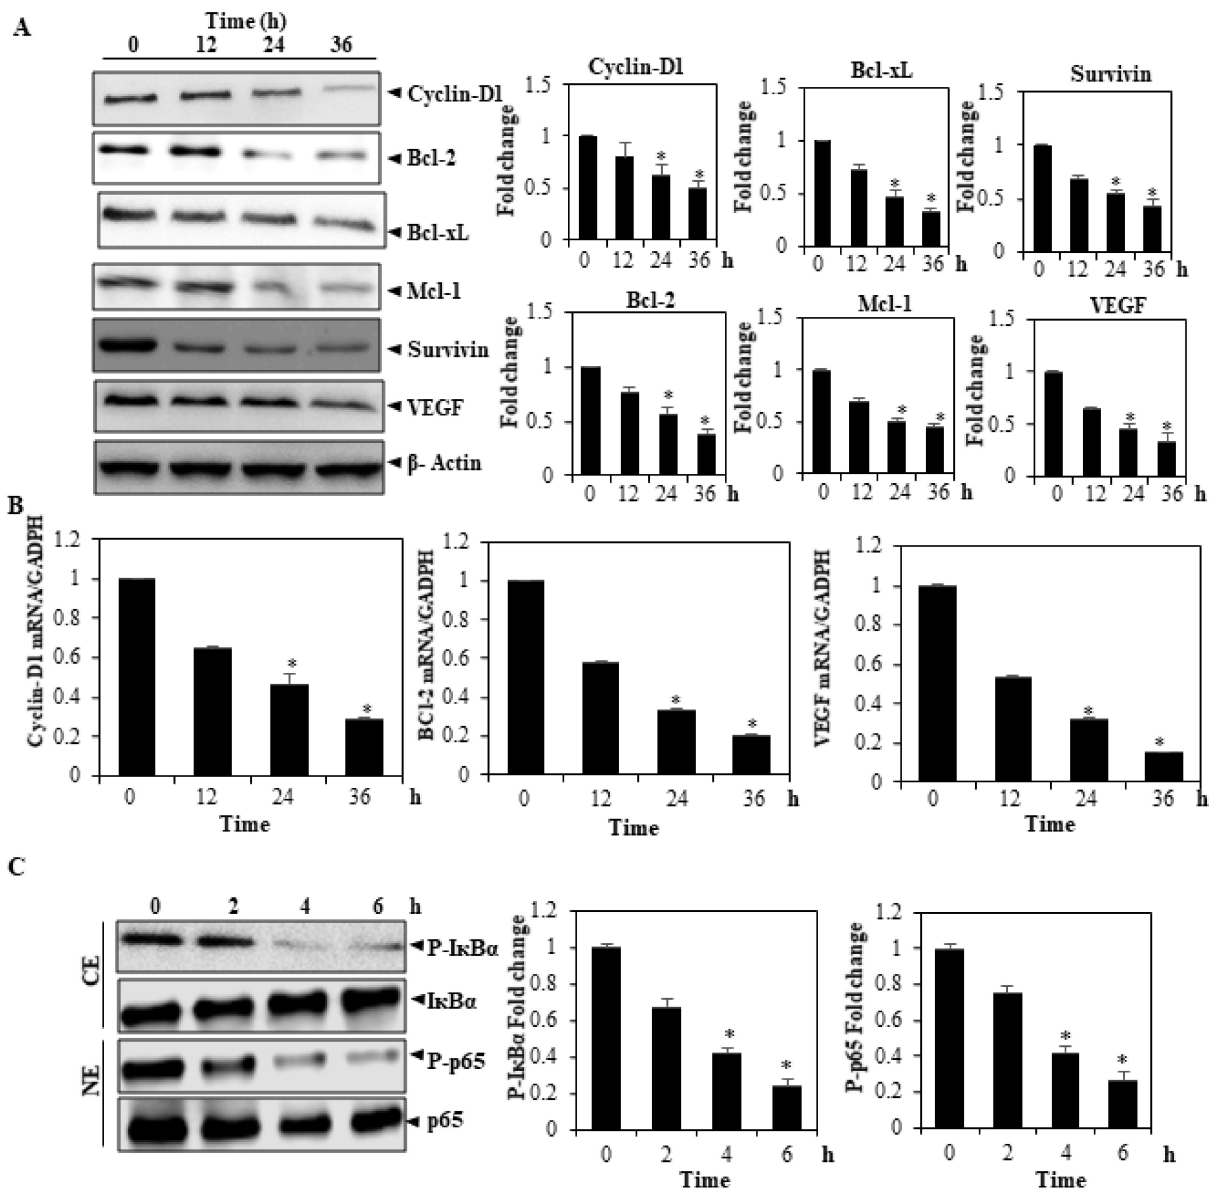 A
Time (h)
0 12 24 36
Cyclin-D1
Bcl-2
Bcl-xL
Mcl-1
Survivin
VEGF
β- Actin
Cyclin-D1
Fold change
1.5
1
0.5
0
* *
0 12 24 36 h
Bcl-xL
Fold change
1.5
1
0.5
0
* *
0 12 24 36 h
Survivin
Fold change
1.5
1
0.5
0
* *
0 12 24 36 h
Bcl-2
Fold change
1.5
1
0.5
0
* *
0 12 24 36 h
Mcl-1
Fold change
1.5
1
0.5
0
* *
0 12 24 36 h
VEGF
Fold change
1.5
1
0.5
0
* *
0 12 24 36 h
B
Cyclin-D1 mRNA/GADPH
1.2
1
0.8
0.6
0.4
0.2
0
* *
0 12 24 36 h
Time
BCl-2 mRNA/GADPH
1.2
1
0.8
0.6
0.4
0.2
0
* *
0 12 24 36 h
Time
VEGF mRNA/GADPH
1.2
1
0.8
0.6
0.4
0.2
0
* *
0 12 24 36 h
Time
C
0 2 4 6 h
CE
P-IκBα
IκBα
NE
P-p65
p65
P-IκBα Fold change
1.2
1
0.8
0.6
0.4
0.2
0
* *
0 2 4 6 h
Time
P-p65 Fold change
1.2
1
0.8
0.6
0.4
0.2
0
* *
0 2 4 6 h
Time